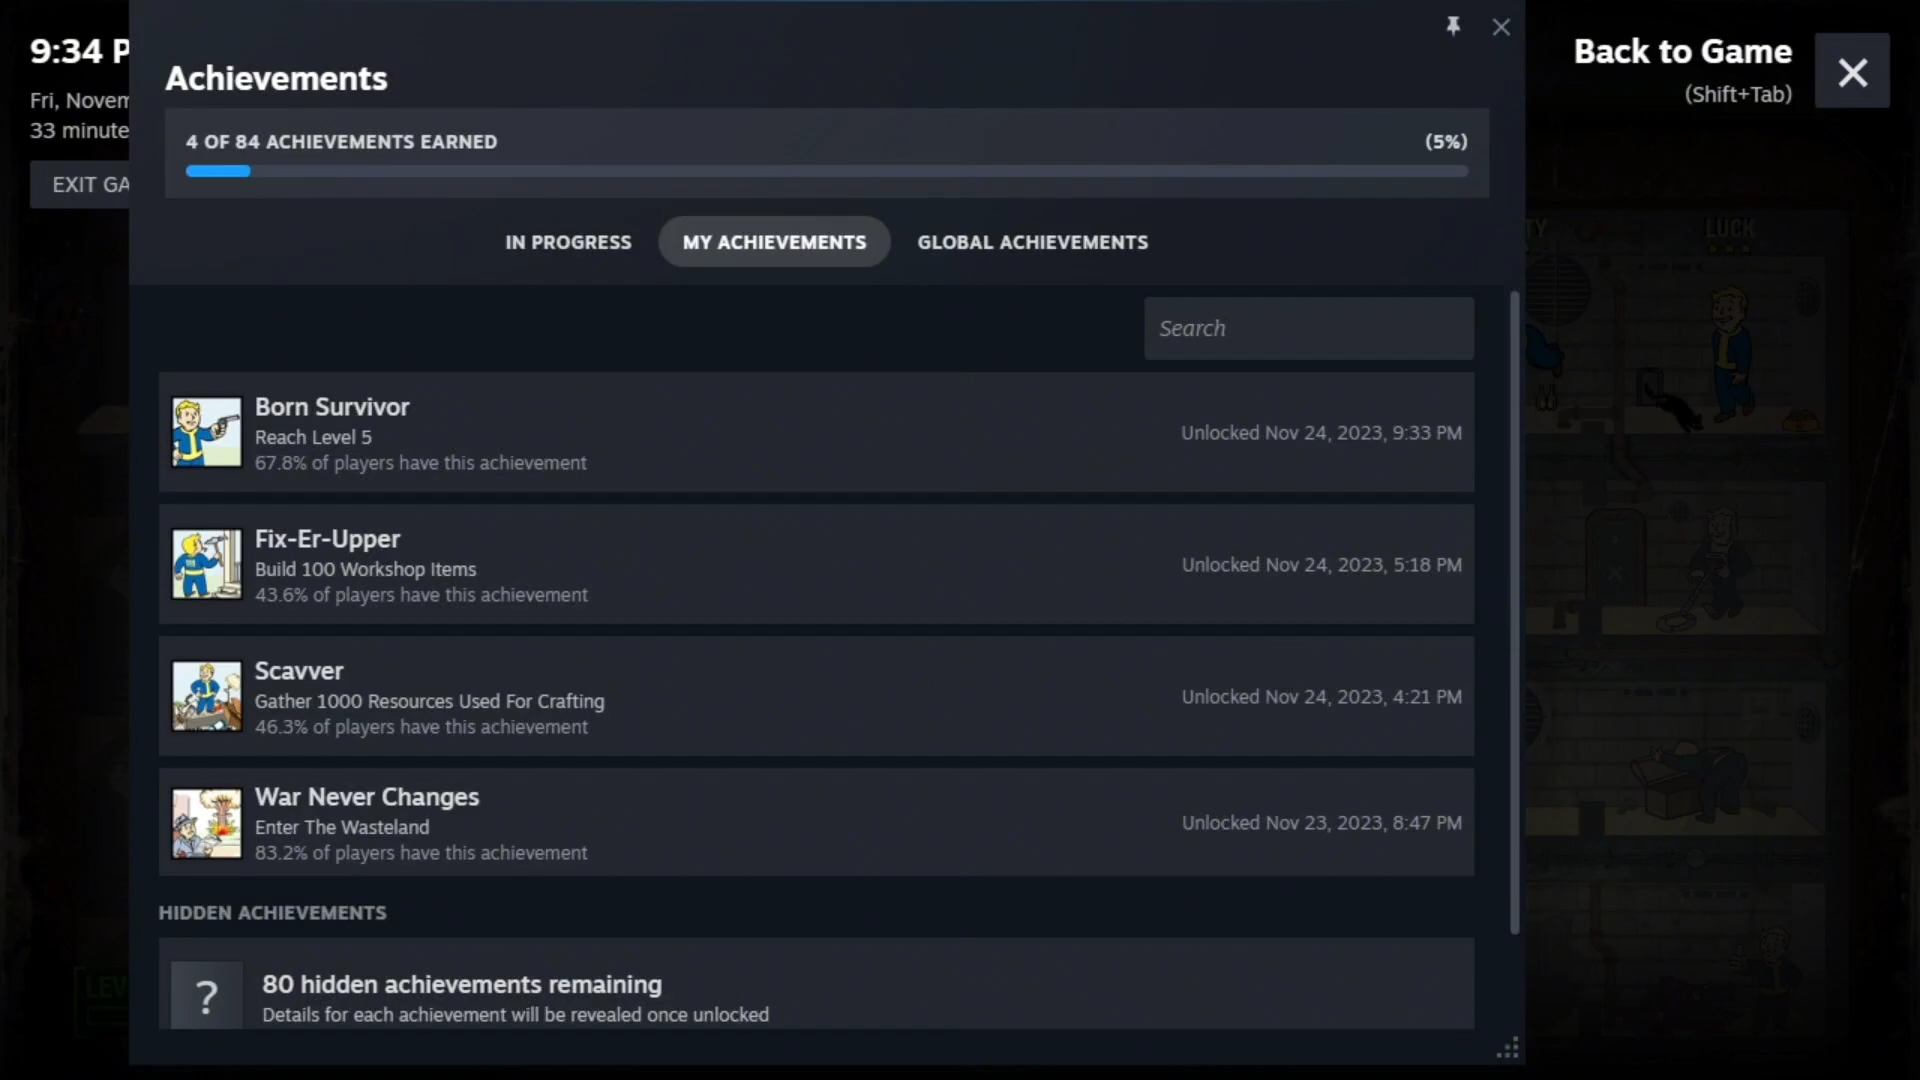 9:34 P
Fri, Novem
33 minute
EXIT GA
Achievements
Back to Game
(Shift+Tab)
4 OF 84 ACHIEVEMENTS EARNED
(5%)
IN PROGRESS
MY ACHIEVEMENTS
GLOBAL ACHIEVEMENTS
Search
Born Survivor
Reach Level 5
67.8% of players have this achievement
Unlocked Nov 24, 2023, 9:33 PM
Fix-Er-Upper
Build 100 Workshop Items
43.6% of players have this achievement
Unlocked Nov 24, 2023, 5:18 PM
Scavver
Gather 1000 Resources Used For Crafting
46.3% of players have this achievement
Unlocked Nov 24, 2023, 4:21 PM
War Never Changes
Enter The Wasteland
83.2% of players have this achievement
Unlocked Nov 23, 2023, 8:47 PM
HIDDEN ACHIEVEMENTS
?
80 hidden achievements remaining
Details for each achievement will be revealed once unlocked
TY
LUCK
LEV